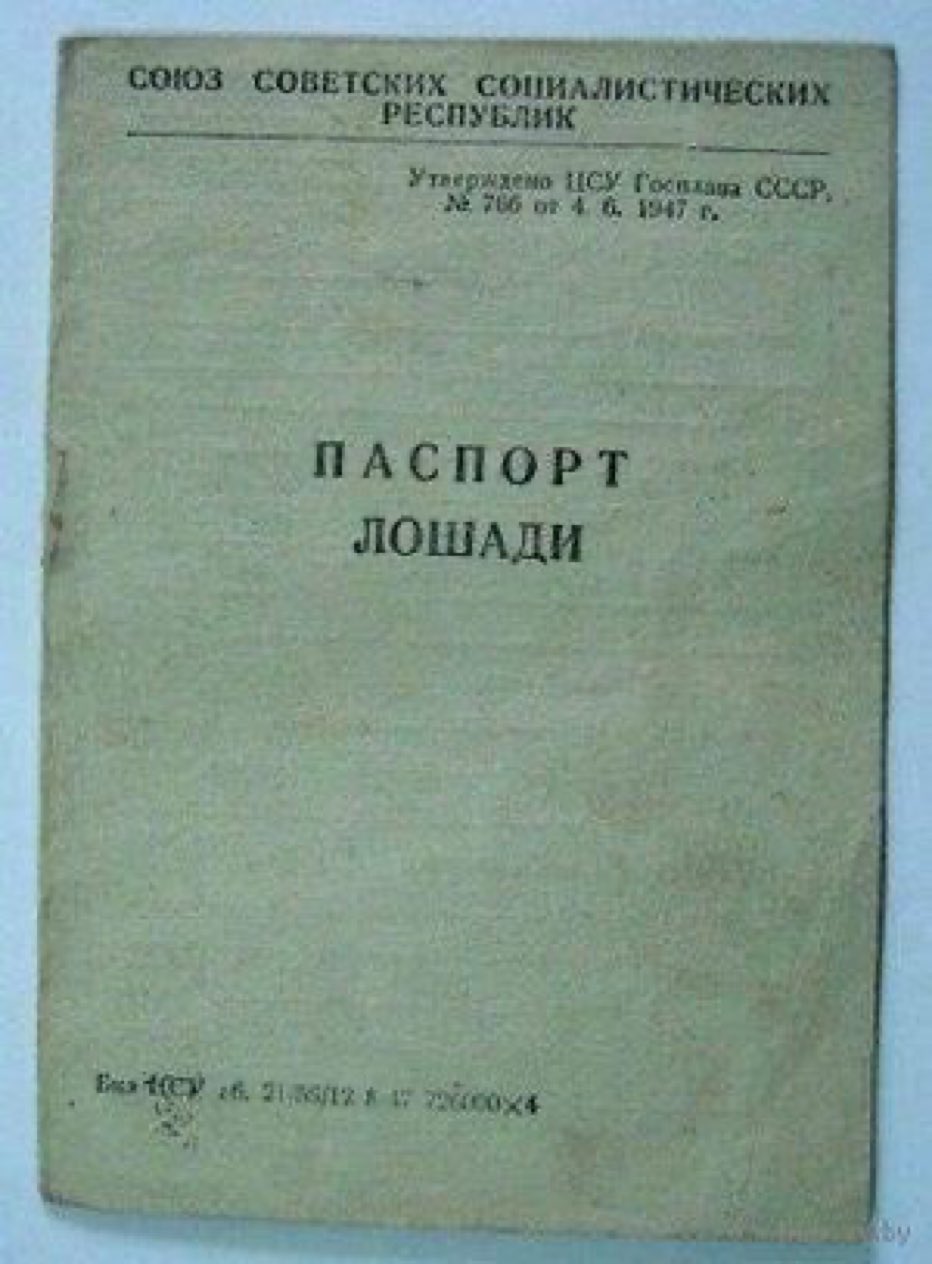 СОЮЗ СОВЕТСКИХ СОЦИАЛИСТИЧЕСКИХ
РЕСПУБЛИК
Утверждено ЦСУ Госплана СССР,
№ 766 от 4. 6. 1947 г.
ПАСПОРТ
ЛОШАДИ